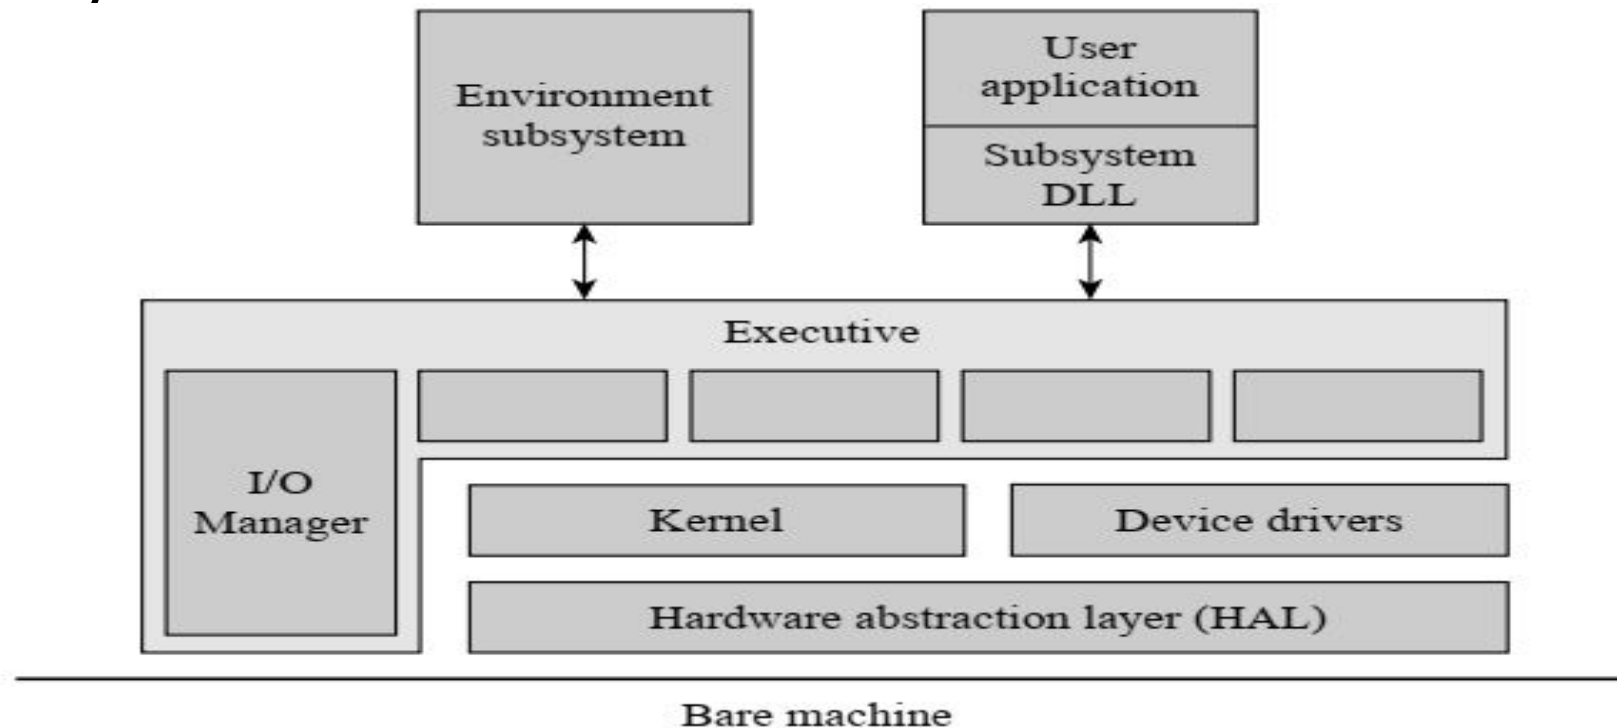 Environment
subsystem
User
application
Subsystem
DLL
Executive
I/O
Manager
Kernel
Device drivers
Hardware abstraction layer (HAL)
Bare machine